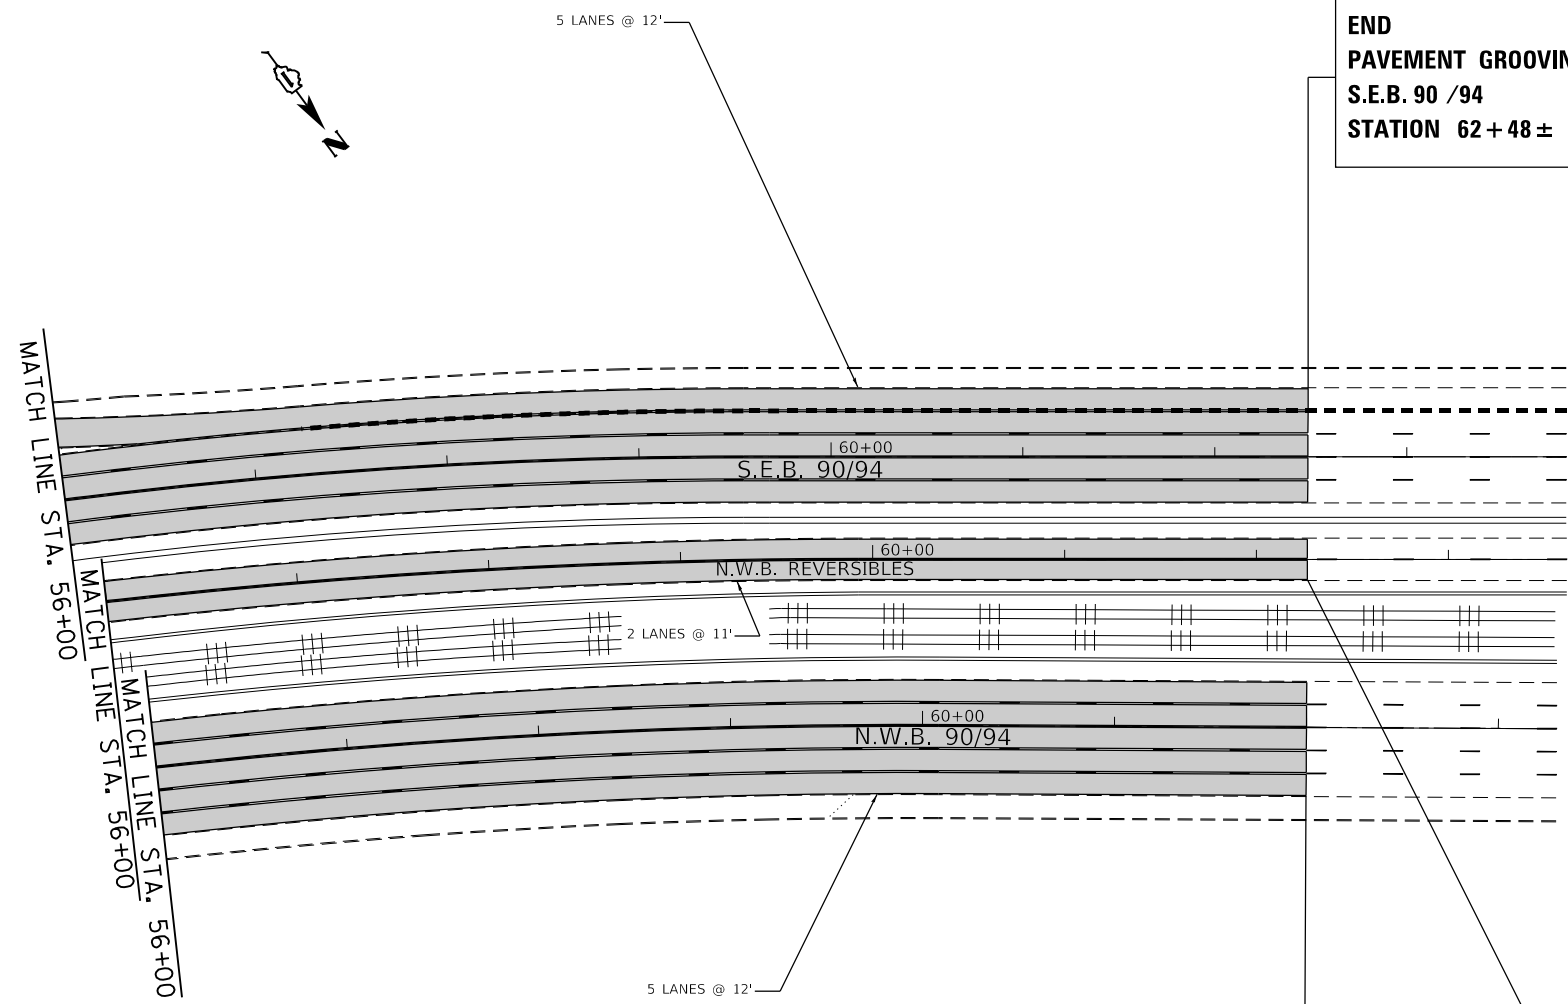 5 LANES @ 12'
END
PAVEMENT GROOVIN
S.E.B. 90 /94
STATION 62+48 ±
N
MATCH LINE STA. 56+00
60+00
S.E.B. 90/94
MATCH LINE STA. 56+00
60+00
N.W.B. REVERSIBLES
2 LANES @ 11'
MATCH LINE STA. 56+00
60+00
N.W.B. 90/94
5 LANES @ 12'